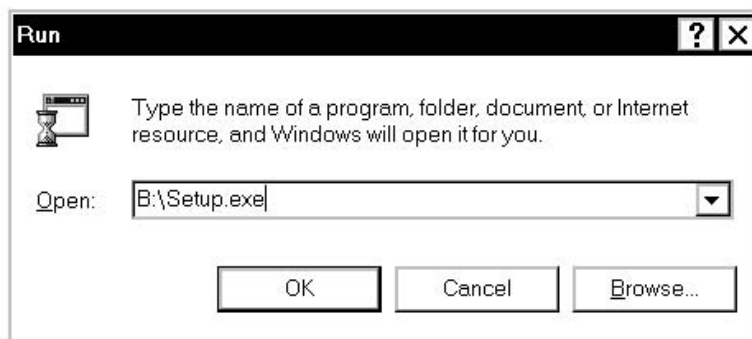 Run
Type the name of a program, folder, document, or Internet
resource, and Windows will open it for you.
Open: B:\Setup.exe
OK Cancel Browse...